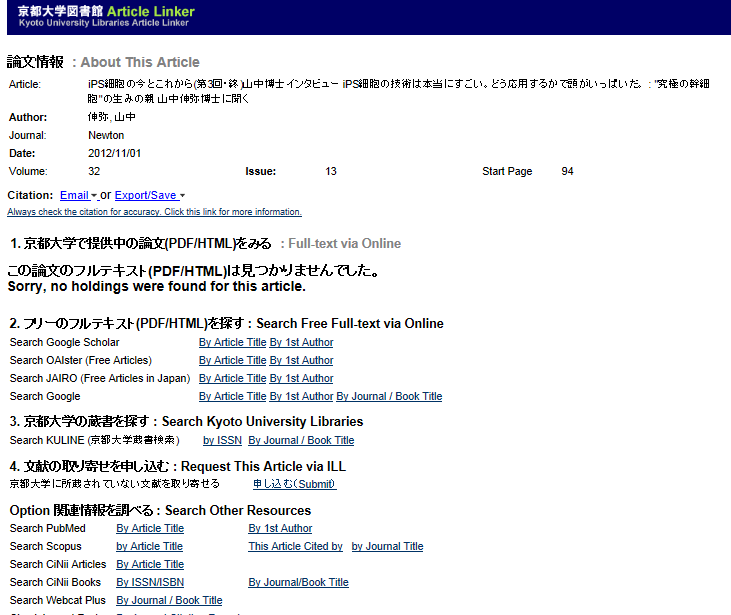 京都大学図書館 Article Linker
Kyoto University Libraries Article Linker
論文情報 : About This Article
Article: iPS細胞の今とこれから(第3回・終)山中博士インタビュー iPS細胞の技術は本当にすごい。どう応用するかで頭がいっぱいだ。: "究極の幹細
胞"の生みの親 山中伸弥博士に聞く
Author: 伸弥, 山中
Journal: Newton
Date: 2012/11/01
Volume: 32 Issue: 13 Start Page 94
Citation: Email or Export/Save
Always check the citation for accuracy. Click this link for more information.
1. 京都大学で提供中の論文(PDF/HTML)をみる : Full-text via Online
この論文のフルテキスト(PDF/HTML)は見つかりませんでした。
Sorry, no holdings were found for this article.
2. フリーのフルテキスト(PDF/HTML)を探す : Search Free Full-text via Online
Search Google Scholar By Article Title By 1st Author
Search OAIster (Free Articles) By Article Title By 1st Author
Search JAIRO (Free Articles in Japan) By Article Title By 1st Author
Search Google By Article Title By 1st Author By Journal / Book Title
3. 京都大学の蔵書を探す : Search Kyoto University Libraries
Search KULINE (京都大学蔵書検索) by ISSN By Journal / Book Title
4. 文献の取り寄せを申し込む : Request This Article via ILL
京都大学に所蔵されていない文献を取り寄せる 申し込む(Submit)
Option 関連情報を調べる : Search Other Resources
Search PubMed By Article Title By 1st Author
Search Scopus by Article Title This Article Cited by by Journal Title
Search CiNii Articles By Article Title
Search CiNii Books By ISSN/ISBN By Journal/Book Title
Search Webcat Plus By Journal / Book Title